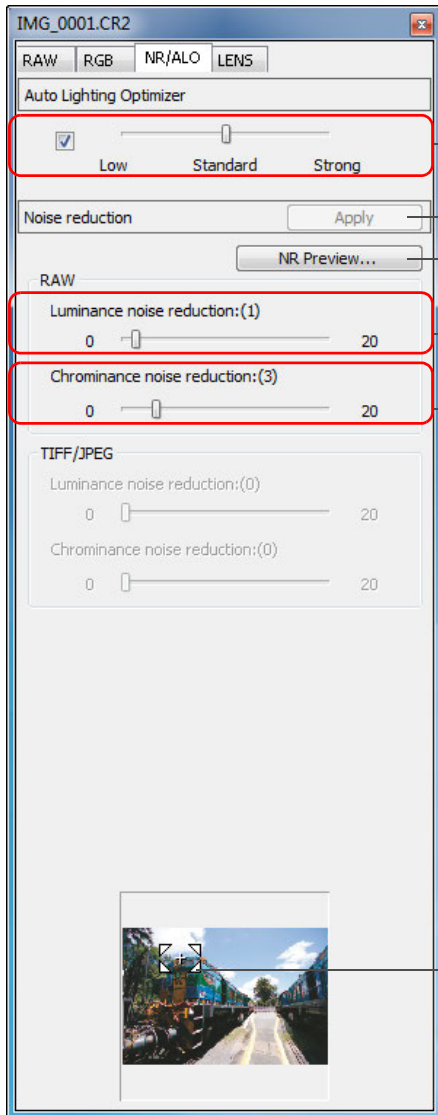 IMG_0001.CR2
RAW RGB NR/ALO LENS
Auto Lighting Optimizer
Low Standard Strong
Noise reduction Apply
NR Preview...
RAW
Luminance noise reduction:(1)
0 20
Chrominance noise reduction:(3)
0 20
TIFF/JPEG
Luminance noise reduction:(0)
0 20
Chrominance noise reduction:(0)
0 20